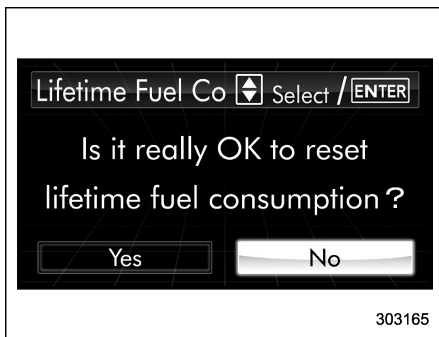 Lifetime Fuel Co Select / ENTER
Is it really OK to reset
lifetime fuel consumption?
Yes No
303165